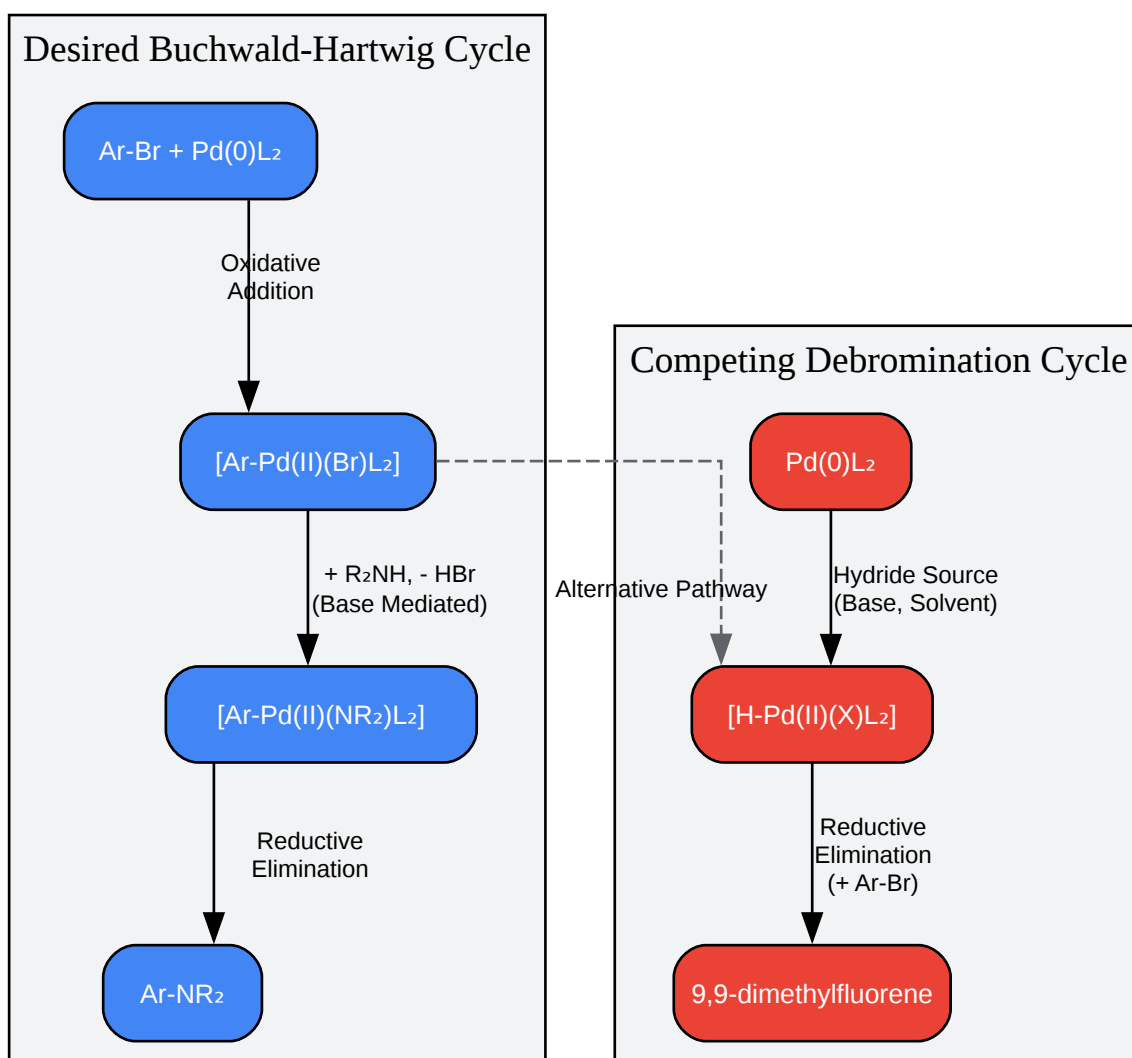 Desired Buchwald-Hartwig Cycle
Ar-Br + Pd(0)L₂
Oxidative
Addition
[Ar-Pd(II)(Br)L₂]
+ R₂NH, - HBr
(Base Mediated)
[Ar-Pd(II)(NR₂)L₂]
Reductive
Elimination
Ar-NR₂
Alternative Pathway
Competing Debromination Cycle
Pd(0)L₂
Hydride Source
(Base, Solvent)
[H-Pd(II)(X)L₂]
Reductive
Elimination
(+ Ar-Br)
9,9-dimethylfluorene